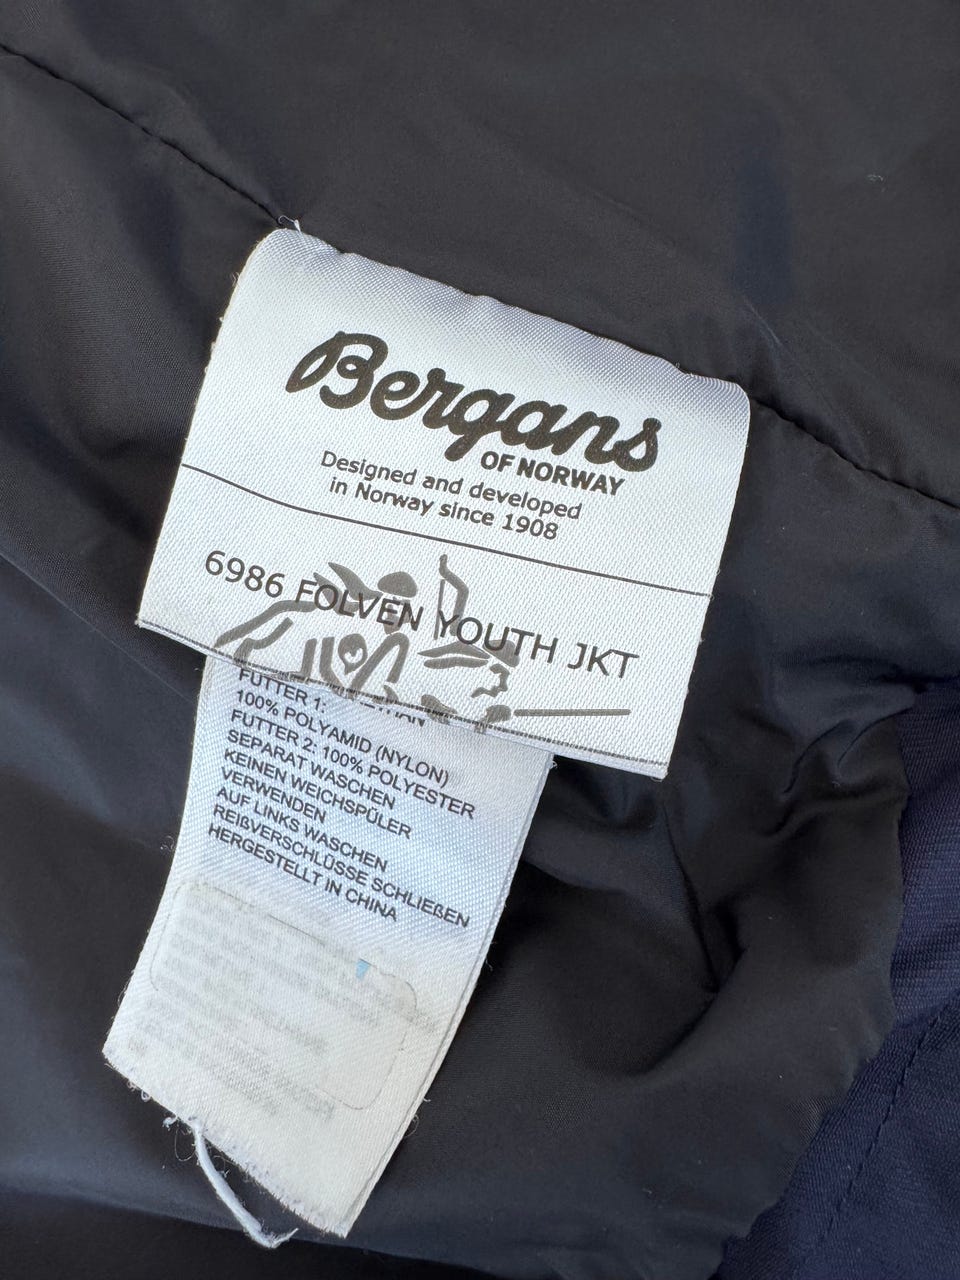 Bergans
OF NORWAY
Designed and developed
in Norway since 1908
6986 FOLVEN YOUTH JKT
FUTTER 1:
100% POLYAMID (NYLON)
FUTTER 2: 100% POLYESTER
SEPARAT WASCHEN
KEINEN WEICHSPÜLER
VERWENDEN
AUF LINKS WASCHEN
REIẞVERSCHLÜSSE SCHLIEẞEN
HERGESTELLT IN CHINA